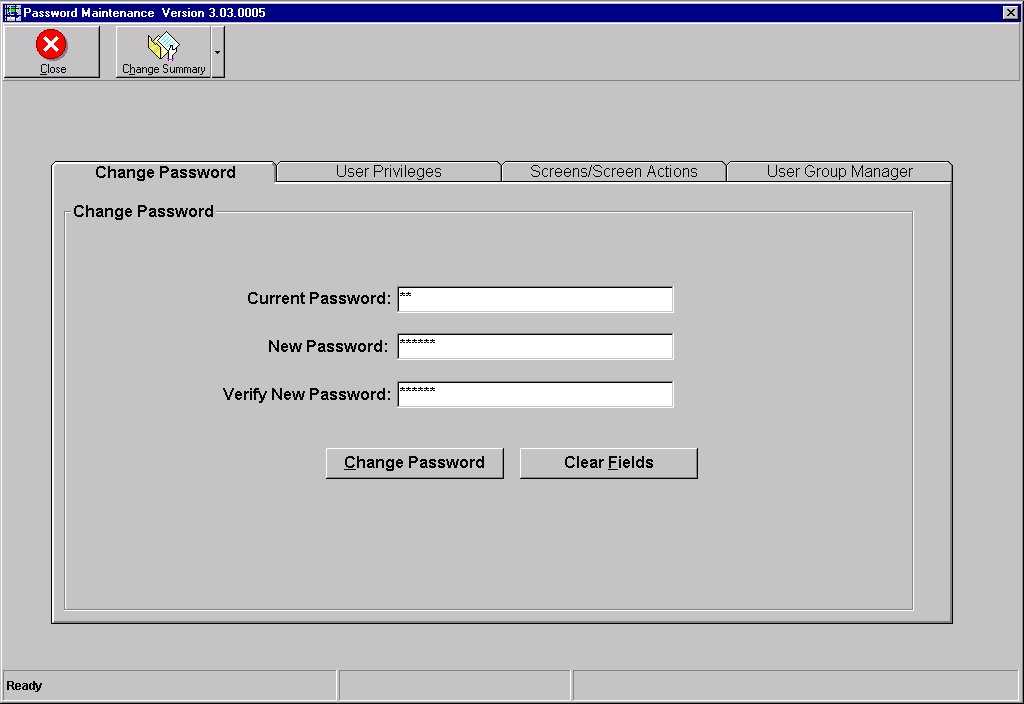 Password Maintenance Version 3.03.0005
Close
Change Summary
Change Password
User Privileges
Screens/Screen Actions
User Group Manager
Change Password
Current Password: **
New Password: ******
Verify New Password: ******
Change Password
Clear Fields
Ready